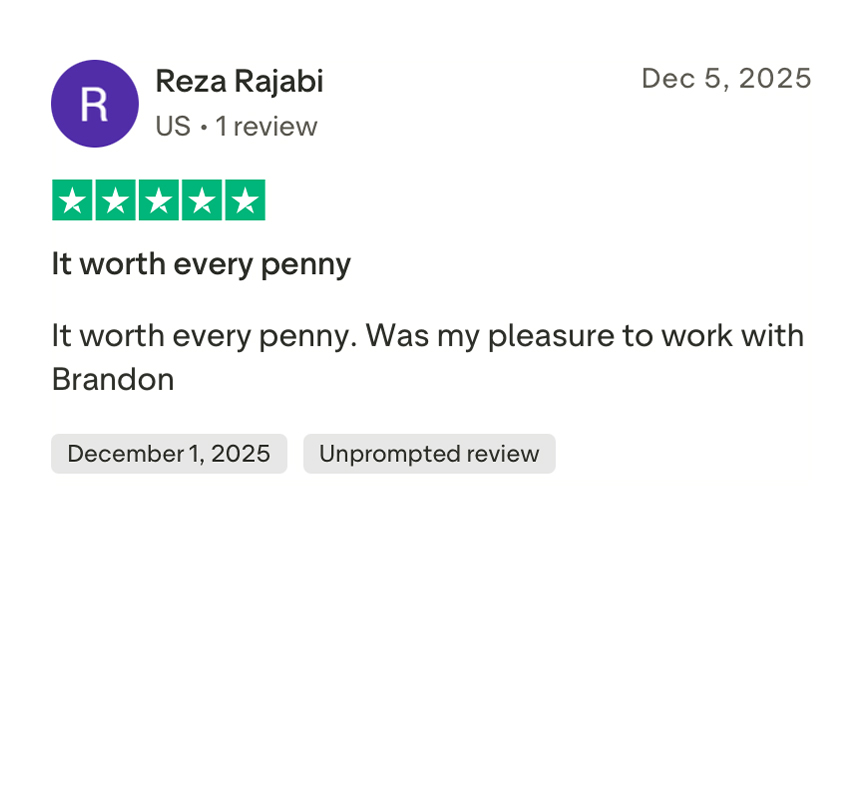 R
Reza Rajabi
Dec 5, 2025
US • 1 review
It worth every penny
It worth every penny. Was my pleasure to work with
Brandon
December 1, 2025
Unprompted review